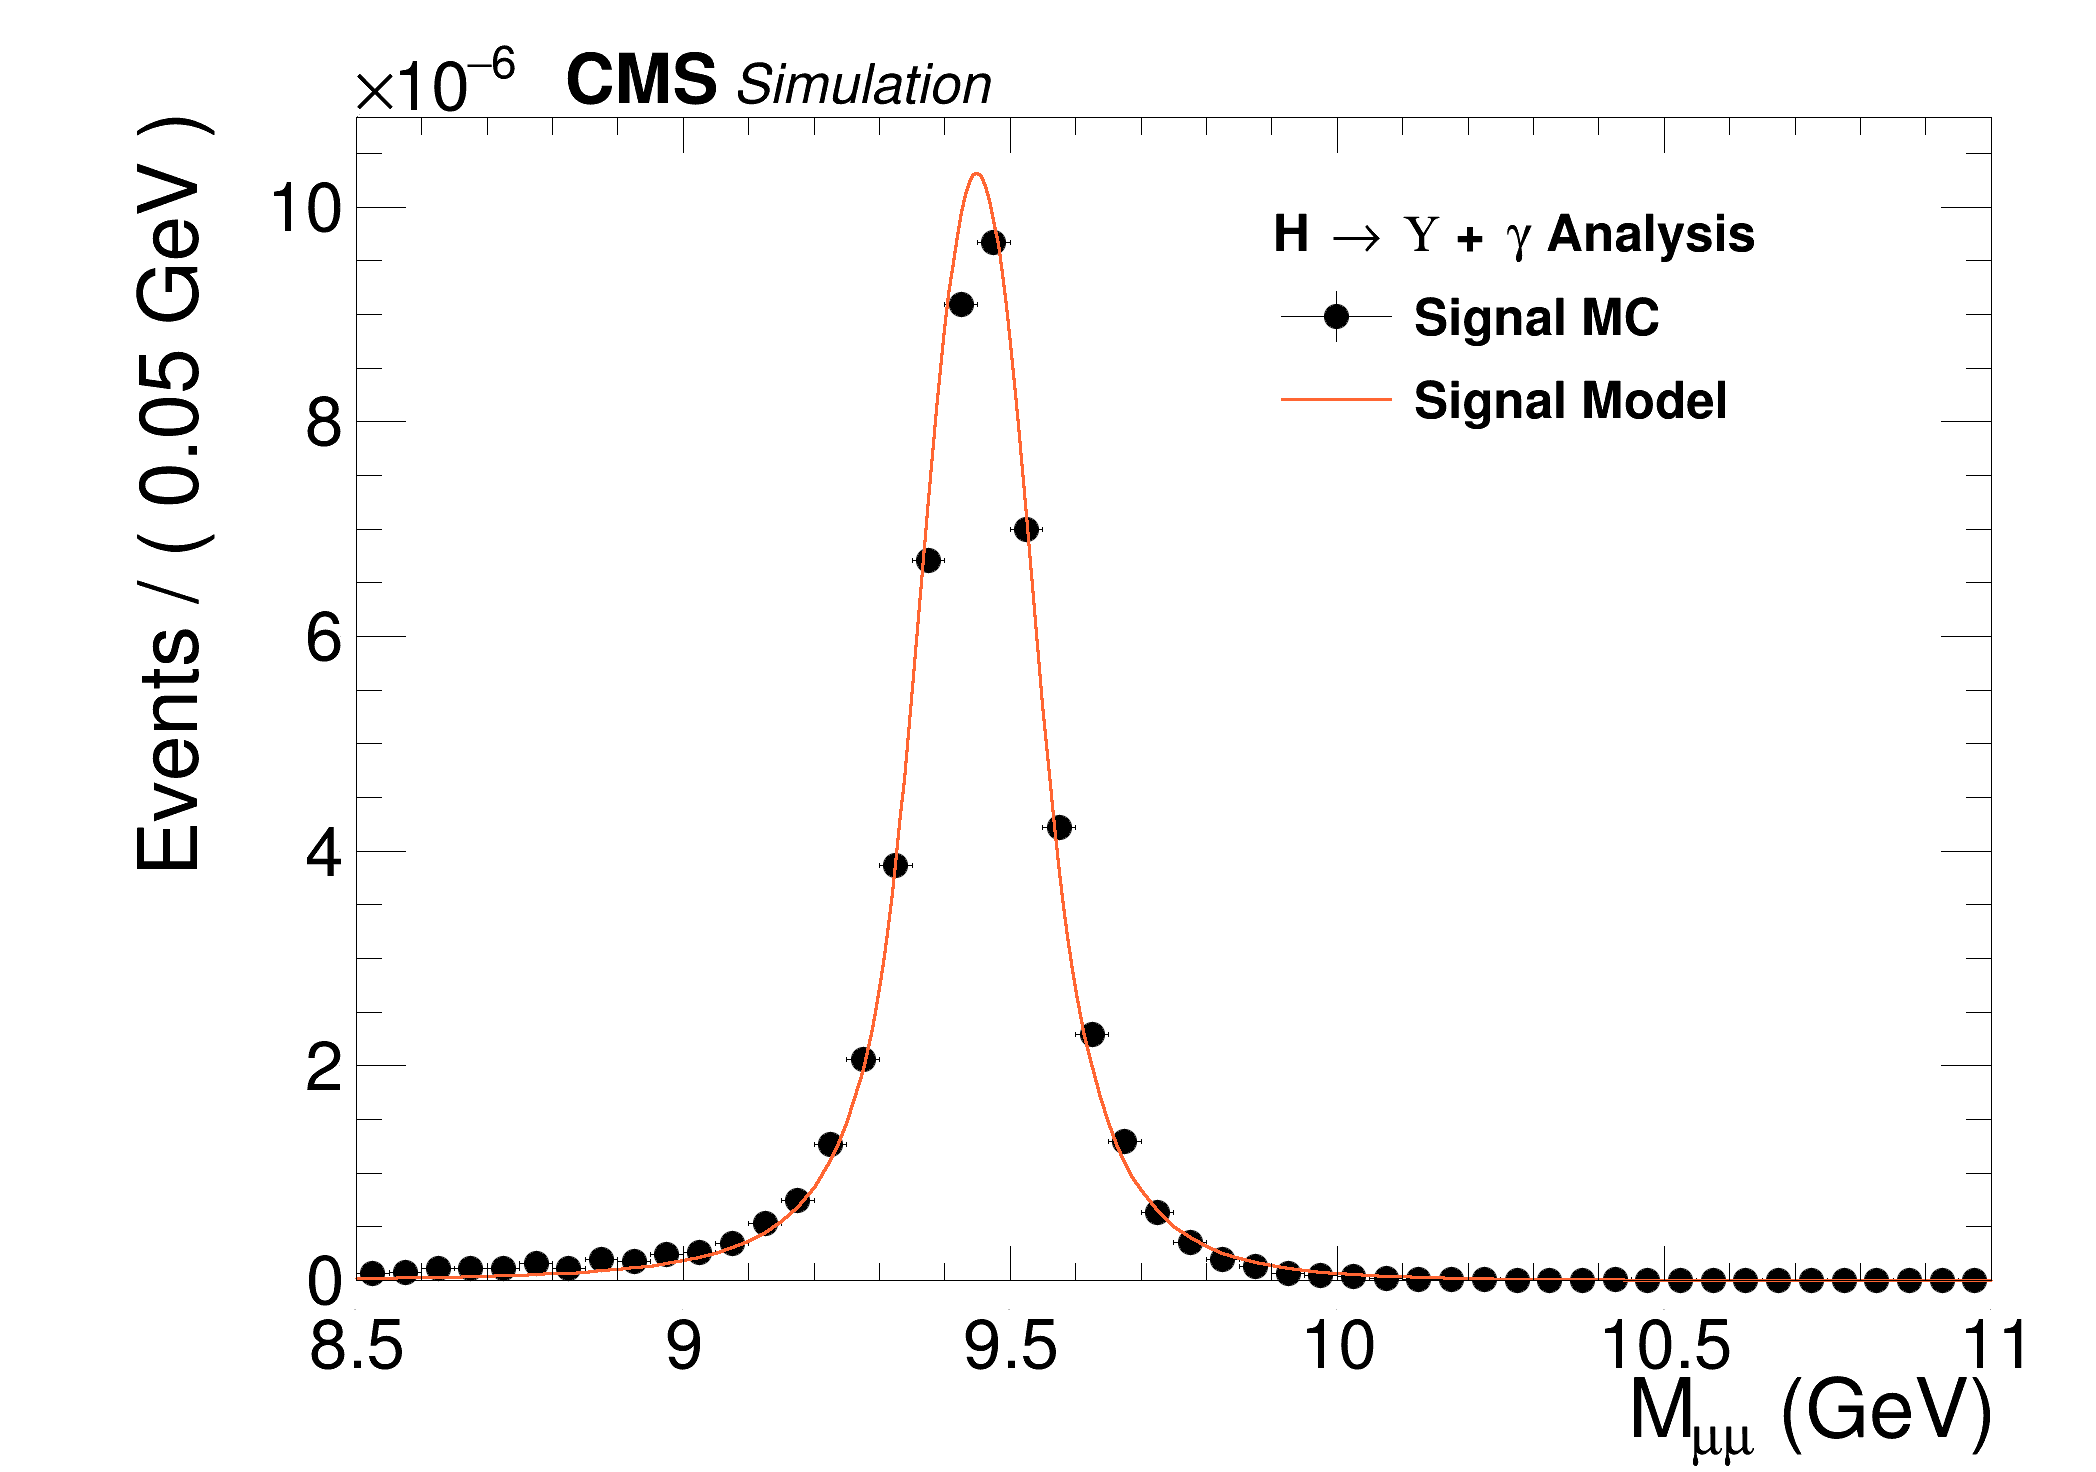 ×10⁻⁶ CMS Simulation
Events / ( 0.05 GeV )
10
8
6
4
2
0
H → Υ + γ Analysis
Signal MC
Signal Model
8.5 9 9.5 10 10.5 11
M_μμ (GeV)